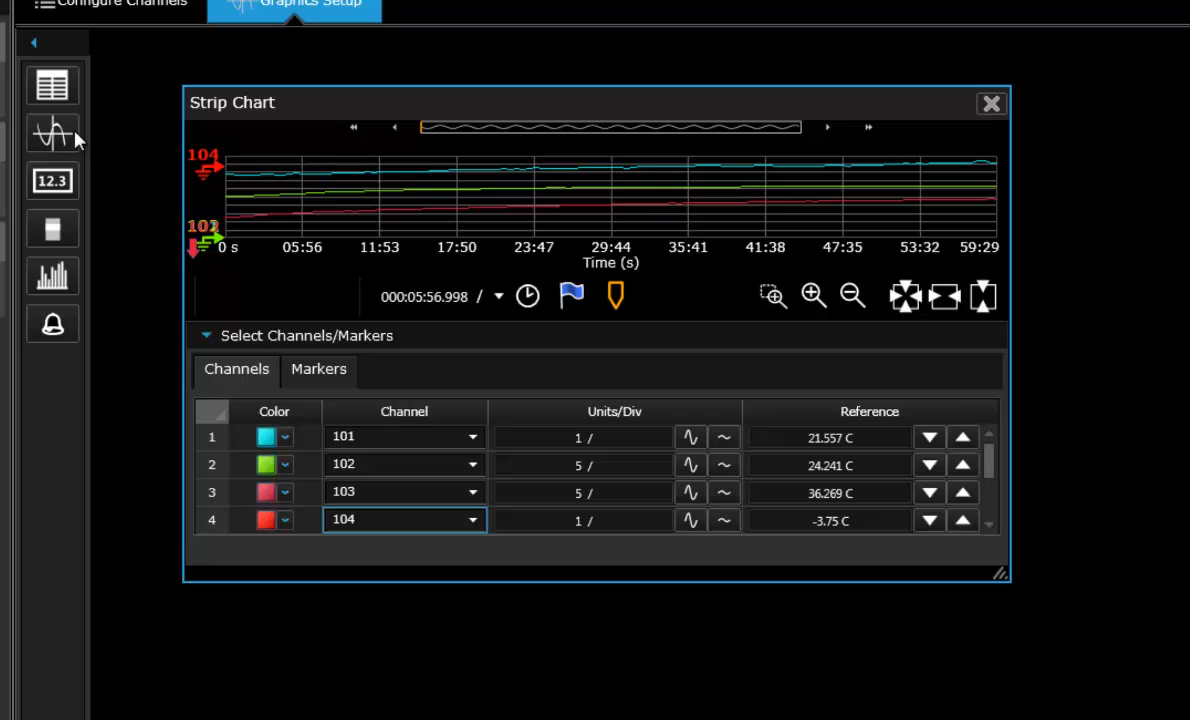 Configure Channels
Graphics Setup
Strip Chart
104
0 s 05:56 11:53 17:50 23:47 29:44 35:41 41:38 47:35 53:32 59:29
Time (s)
12.3
000:05:56.998 /
Select Channels/Markers
Channels Markers
Color Channel Units/Div Reference
1 101 1 / 21.557 C
2 102 5 / 24.241 C
3 103 5 / 36.269 C
4 104 1 / -3.75 C